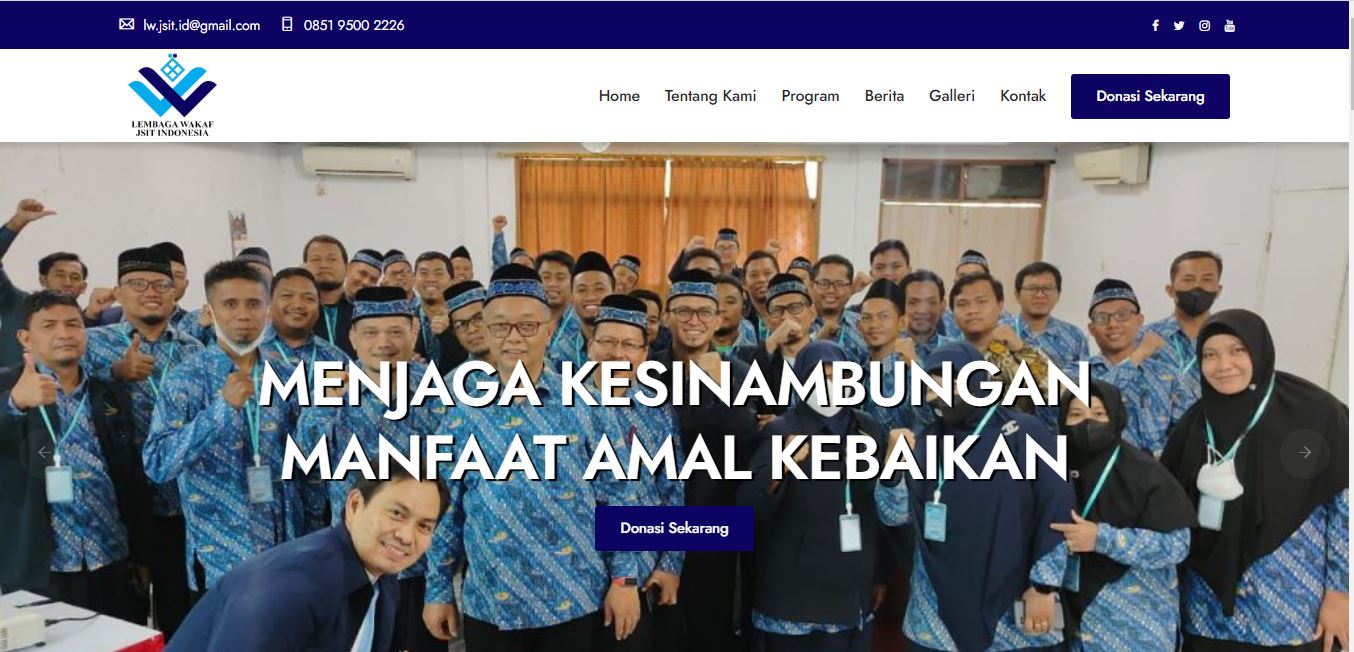 lw.jsit.id@gmail.com 0851 9500 2226
LEMBAGA WAKAF
JSIT INDONESIA
Home Tentang Kami Program Berita Galleri Kontak Donasi Sekarang
MENJAGA KESINAMBUNGAN
MANFAAT AMAL KEBAIKAN
Donasi Sekarang